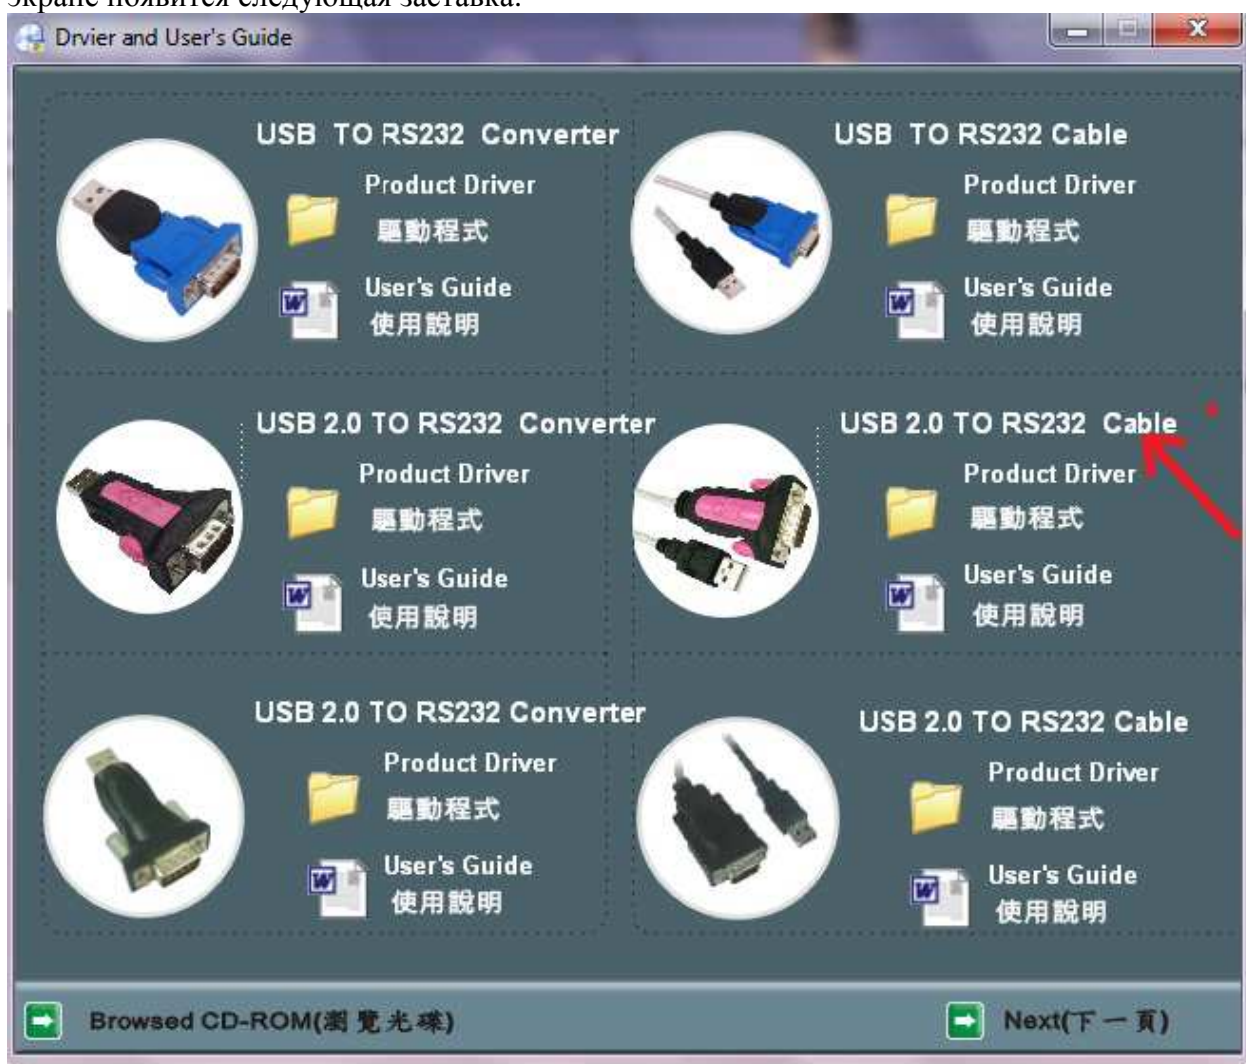 экране появится следующая заставка:
Drvier and User's Guide
USB TO RS232 Converter
Product Driver
驅動程式
User's Guide
使用說明
USB TO RS232 Cable
Product Driver
驅動程式
User's Guide
使用說明
USB 2.0 TO RS232 Converter
Product Driver
驅動程式
User's Guide
使用說明
USB 2.0 TO RS232 Cable
Product Driver
驅動程式
User's Guide
使用說明
USB 2.0 TO RS232 Converter
Product Driver
驅動程式
User's Guide
使用說明
USB 2.0 TO RS232 Cable
Product Driver
驅動程式
User's Guide
使用說明
Browsed CD-ROM(瀏覽光碟)
Next(下一頁)